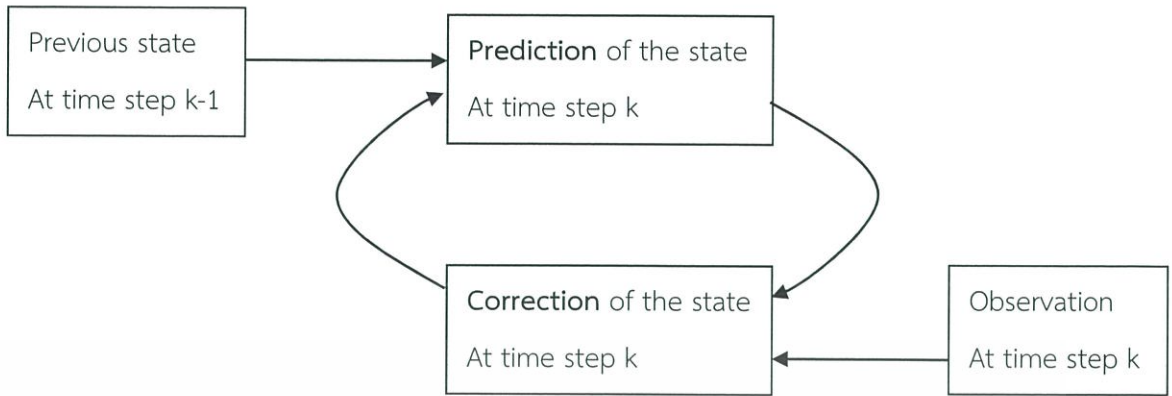 Previous state
At time step k-1
Prediction of the state
At time step k
Correction of the state
At time step k
Observation
At time step k